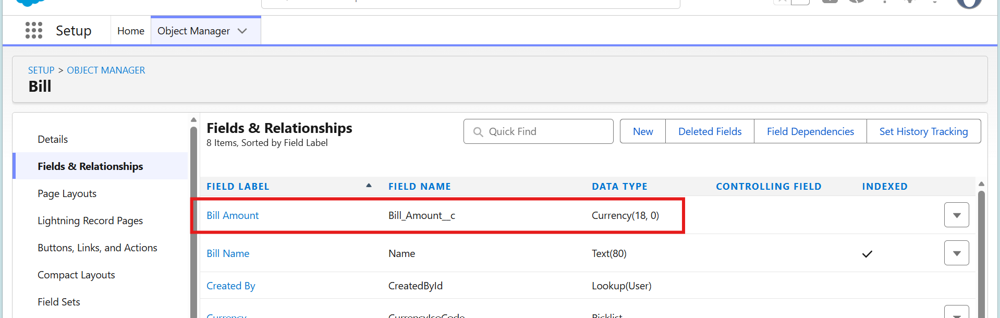 Setup
Home
Object Manager
SETUP > OBJECT MANAGER
Bill
Details
Fields & Relationships
Page Layouts
Lightning Record Pages
Buttons, Links, and Actions
Compact Layouts
Field Sets
Fields & Relationships
8 Items, Sorted by Field Label
Quick Find
New
Deleted Fields
Field Dependencies
Set History Tracking
FIELD LABEL FIELD NAME DATA TYPE CONTROLLING FIELD INDEXED
Bill Amount Bill_Amount__c Currency(18, 0)
Bill Name Name Text(80)
Created By CreatedById Lookup(User)
Currency CurrencyIsoCode Picklist